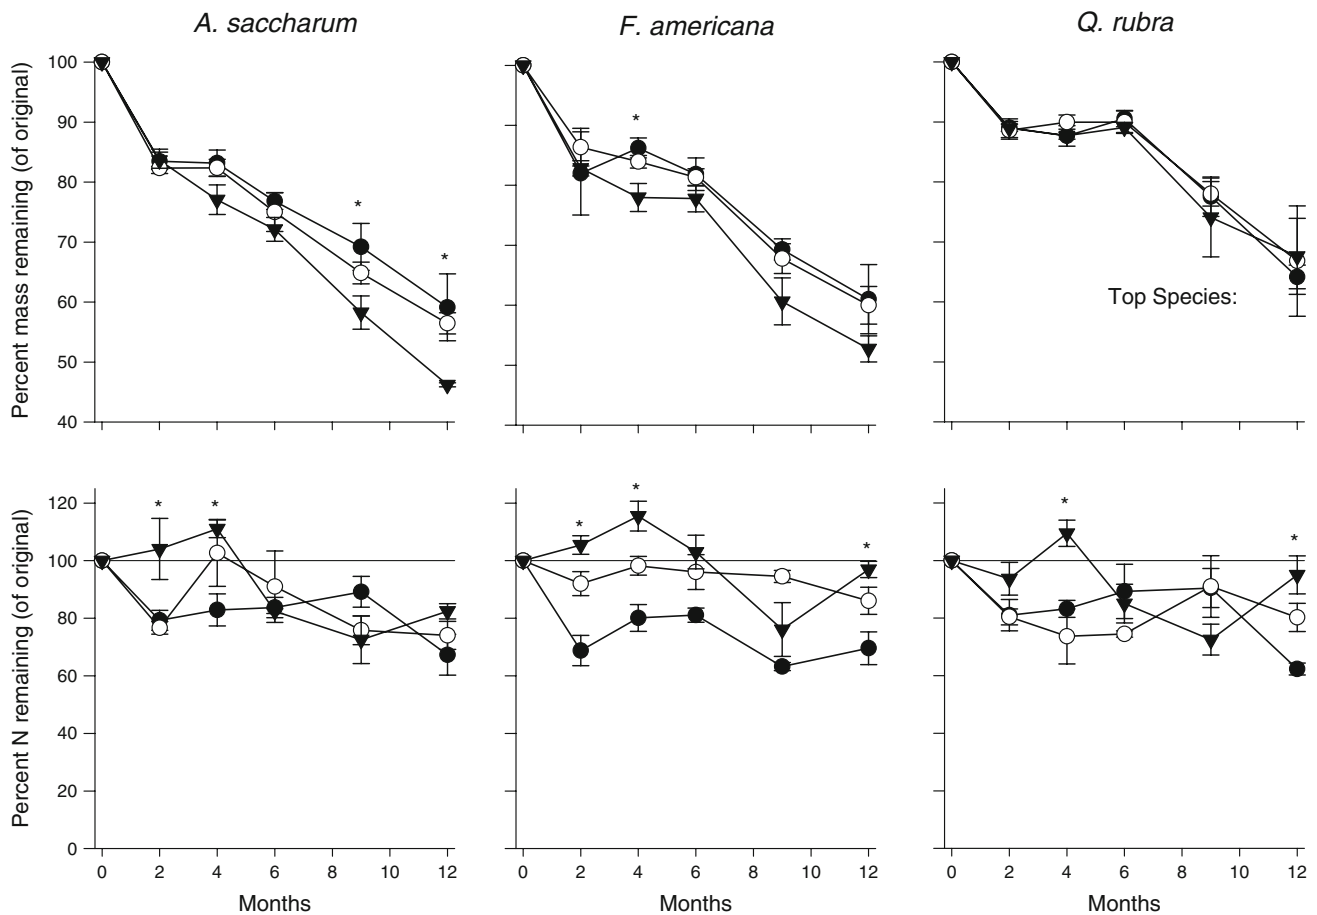 A. saccharum
F. americana
Q. rubra
Percent mass remaining (of original)
100
90
80
70
60
50
40
*
*
*
Top Species:
Percent N remaining (of original)
120
100
80
60
40
20
0
*
*
*
*
*
*
*
0 2 4 6 8 10 12
0 2 4 6 8 10 12
0 2 4 6 8 10 12
Months
Months
Months